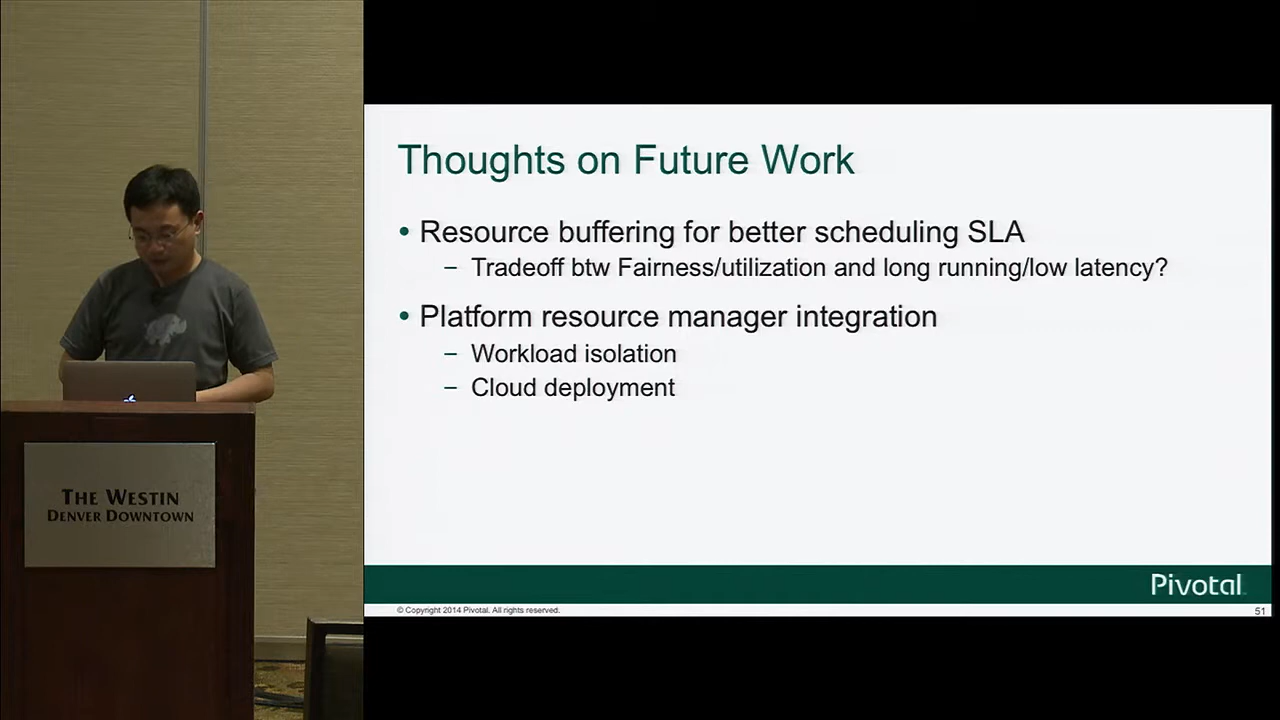 Thoughts on Future Work
• Resource buffering for better scheduling SLA
– Tradeoff btw Fairness/utilization and long running/low latency?
• Platform resource manager integration
– Workload isolation
– Cloud deployment
Pivotal
© Copyright 2014 Pivotal. All rights reserved.
51
THE WESTIN
DENVER DOWNTOWN